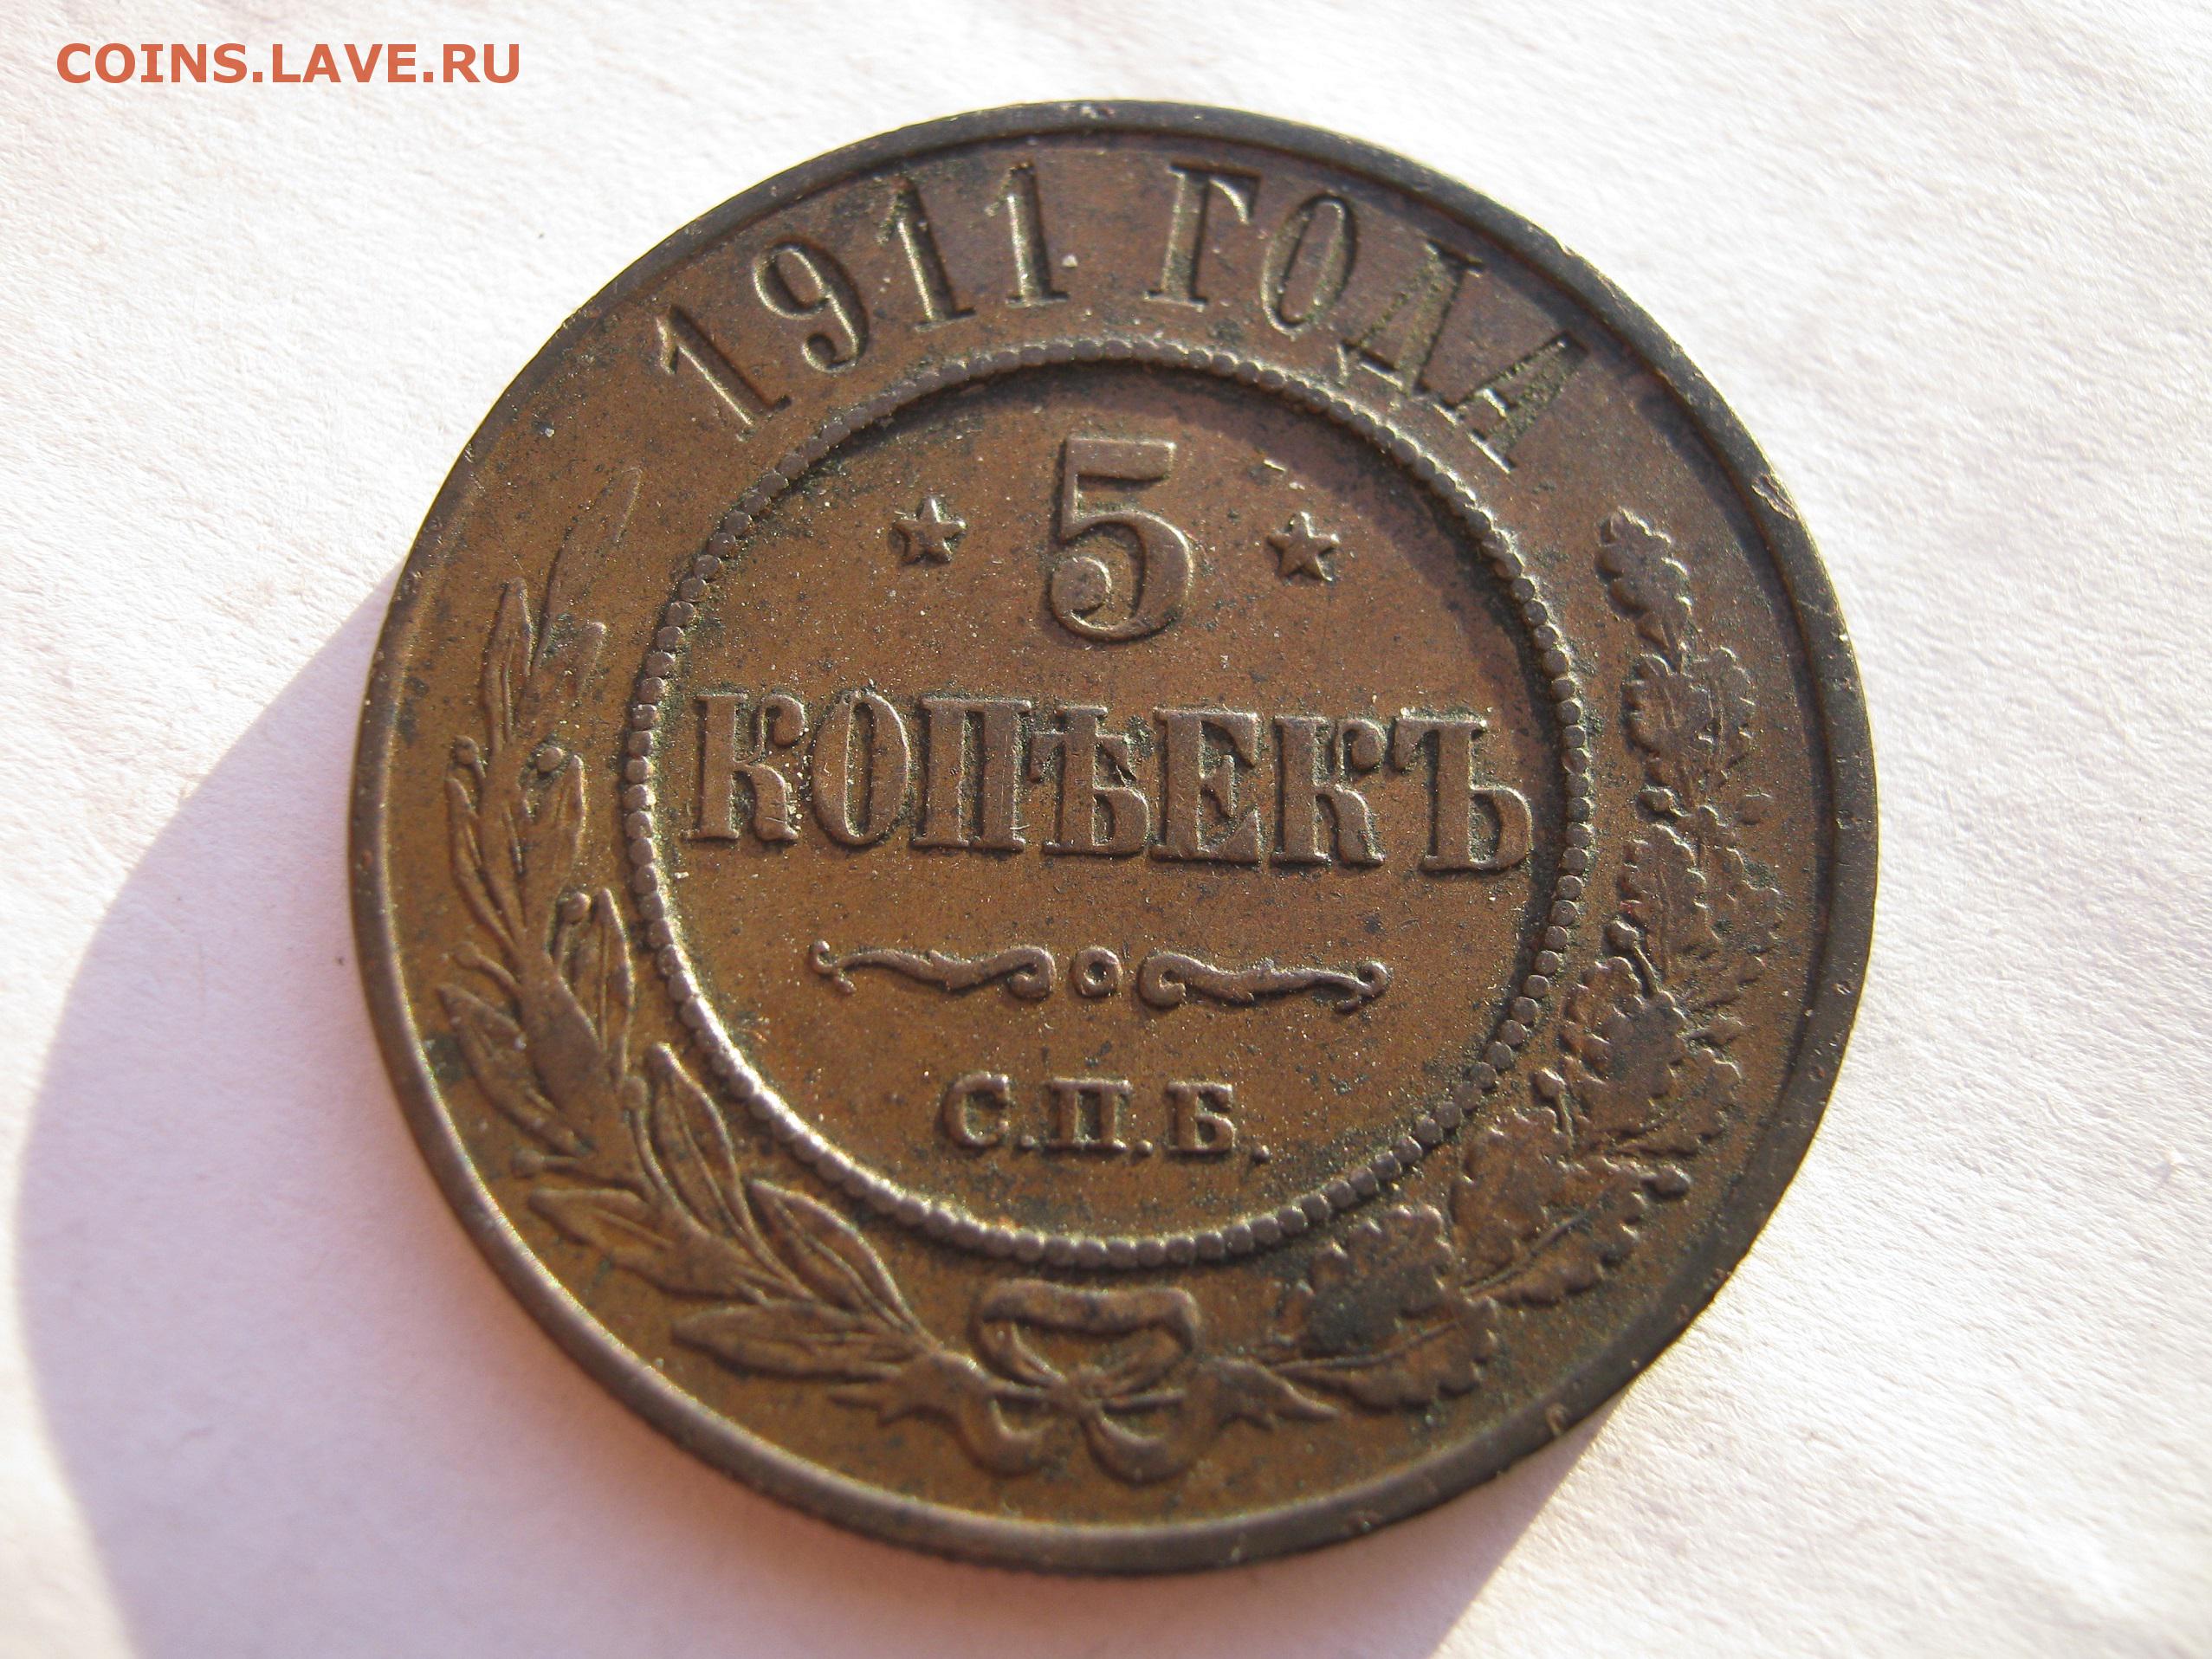 COINS.LAVE.RU
1911 ГОДА
5
КОПѢЕКЪ
С.П.Б.